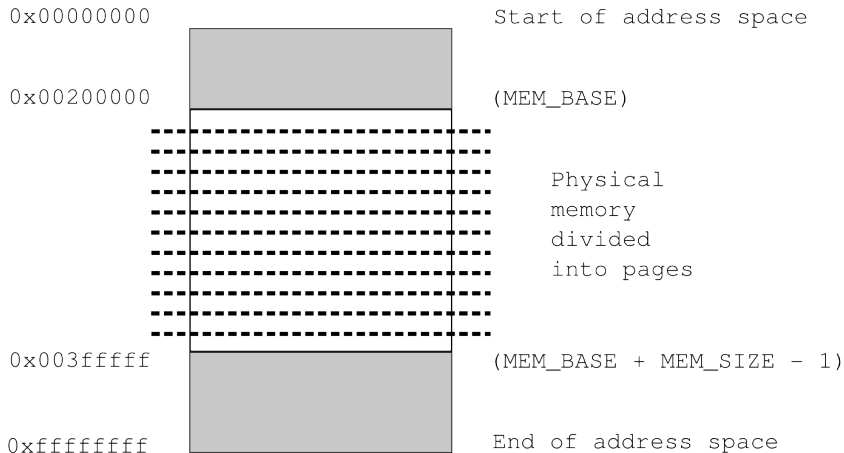 0x00000000 Start of address space
0x00200000 (MEM_BASE)
Physical
memory
divided
into pages
0x003fffff (MEM_BASE + MEM_SIZE - 1)
0xffffffff End of address space